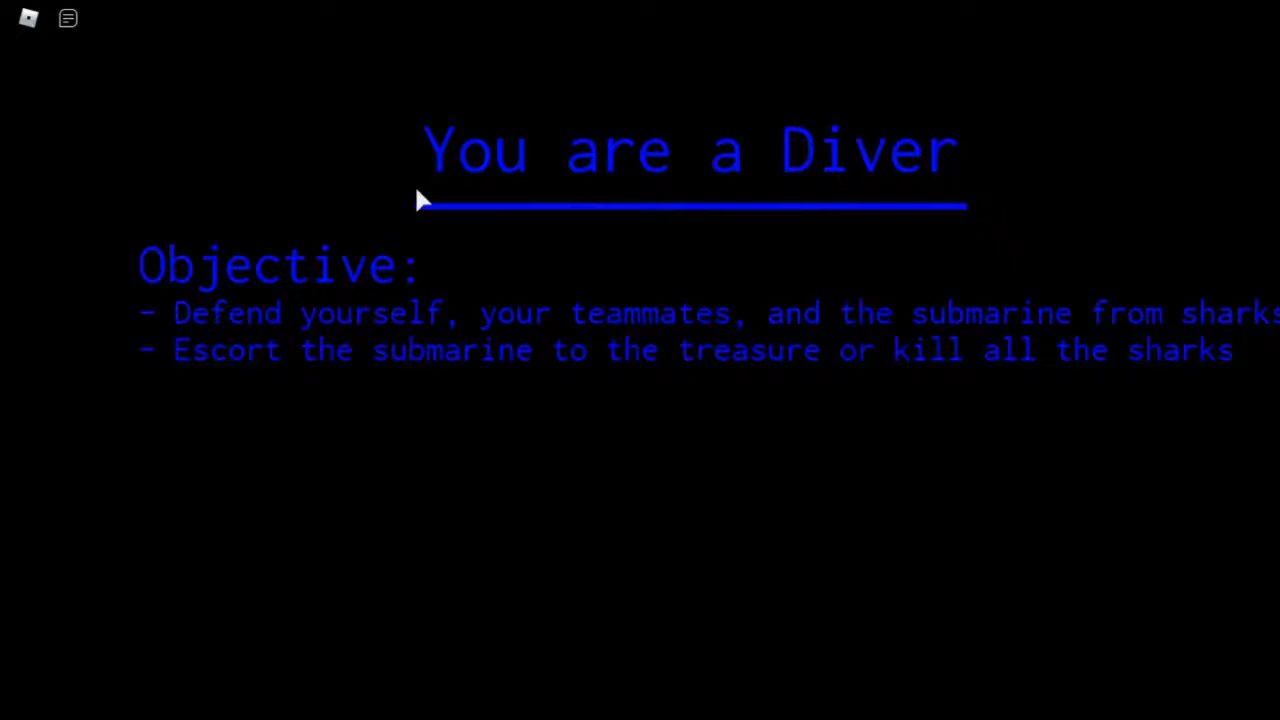 You are a Diver
Objective:
- Defend yourself, your teammates, and the submarine from sharks
- Escort the submarine to the treasure or kill all the sharks